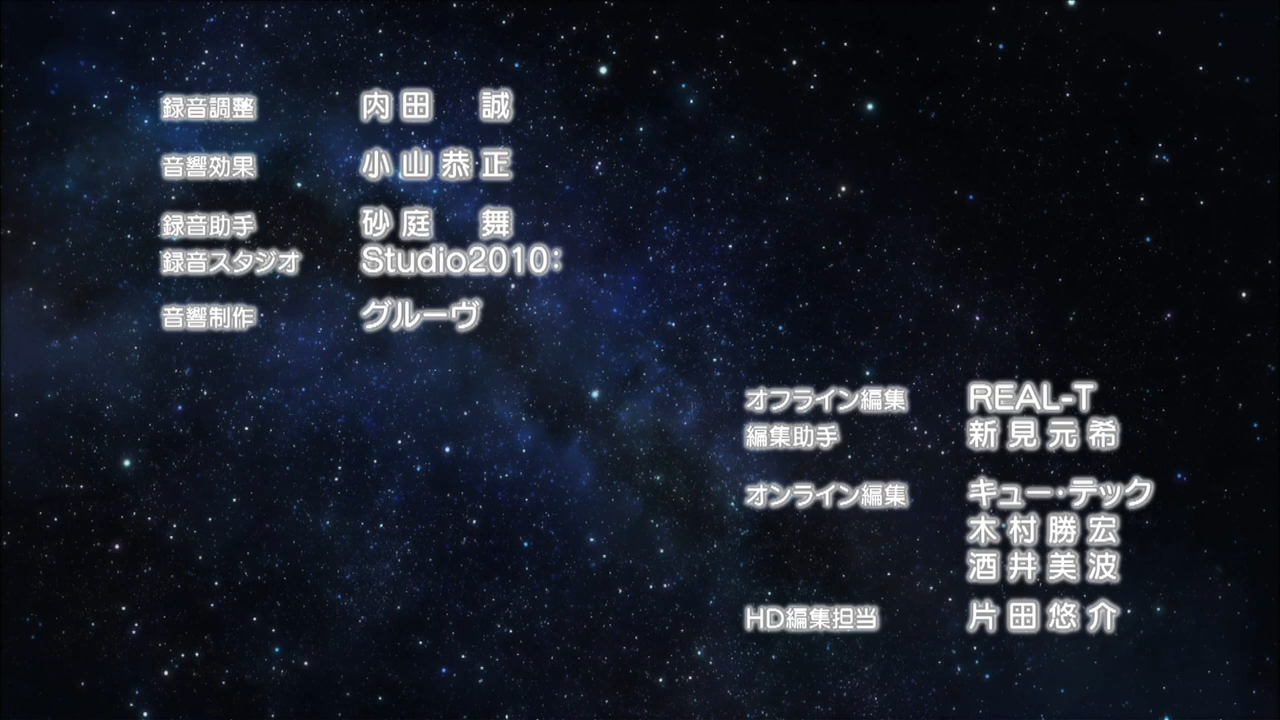 録音調整 内田 誠
音響効果 小山恭正
録音助手 砂庭 舞
録音スタジオ Studio2010:
音響制作 グルーヴ
オフライン編集 REAL-T
編集助手 新見元希
オンライン編集 キュー・テック
木村勝宏
酒井美波
HD編集担当 片田悠介